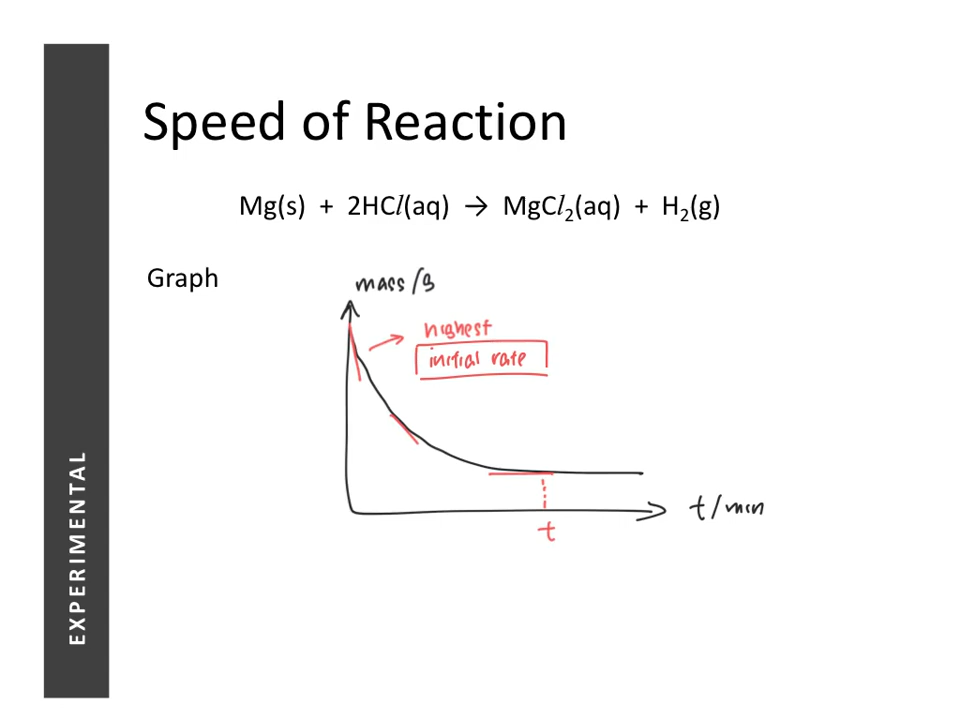 Speed of Reaction
Mg(s) + 2HCl(aq) → MgCl₂(aq) + H₂(g)
Graph
mass/g
highest
initial rate
t/min
t
EXPERIMENTAL